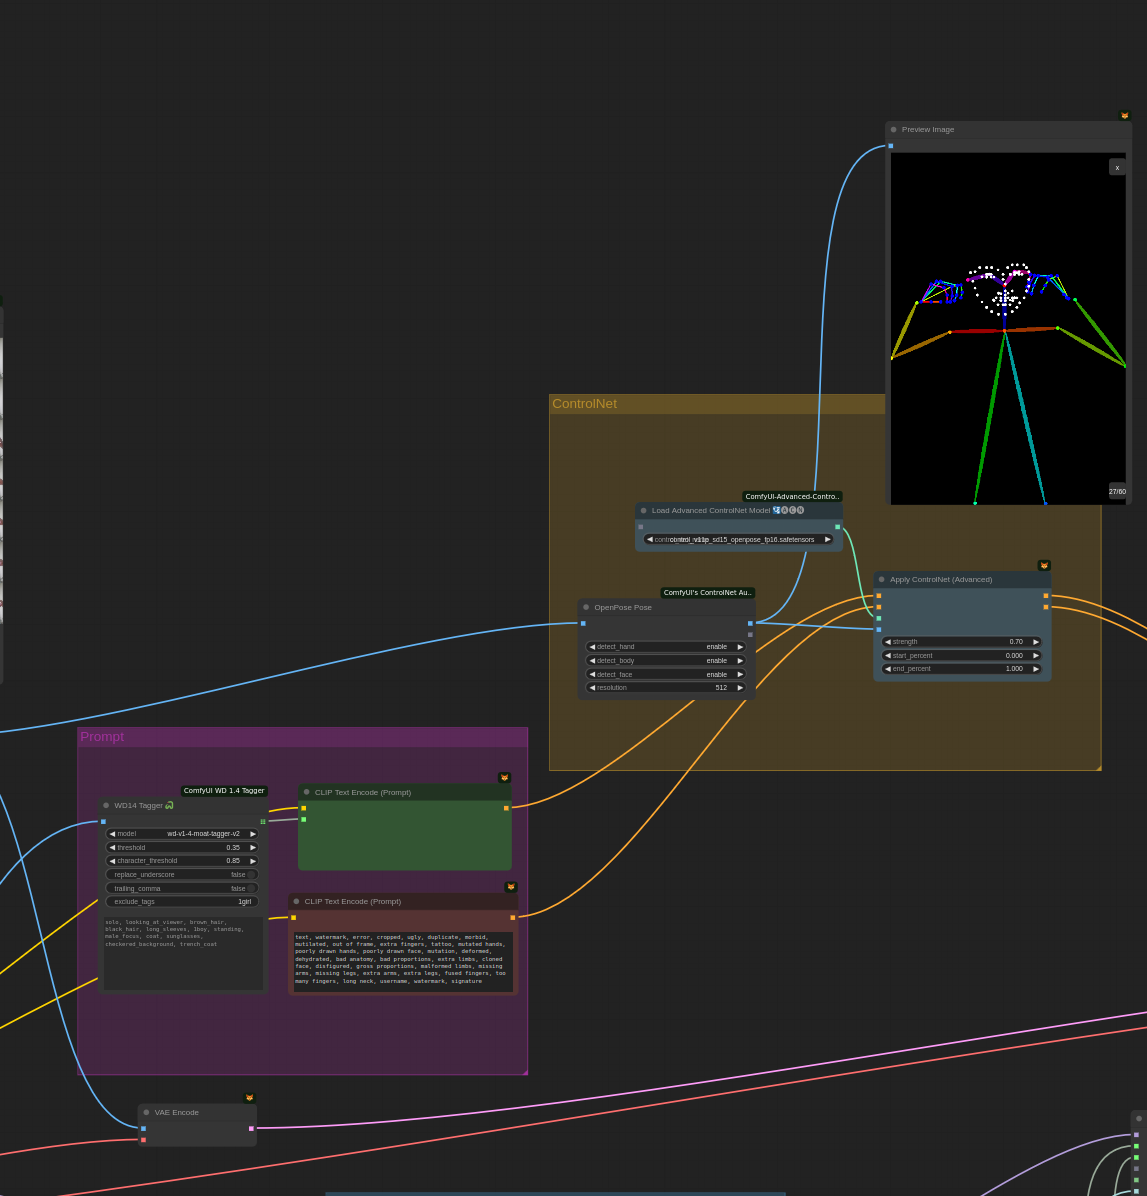 Preview Image
x
27/60
ControlNet
ComfyUI-Advanced-Contro..
Load Advanced ControlNet Model 🛂🅐🅒🅝
_sd15_openpose_fp16.safetensors
Apply ControlNet (Advanced)
strength 0.70
start_percent 0.000
end_percent 1.000
ComfyUI's ControlNet Au..
OpenPose Pose
detect_hand enable
detect_body enable
detect_face enable
resolution 512
Prompt
ComfyUI WD 1.4 Tagger
WD14 Tagger 🐍
model wd-v1-4-moat-tagger-v2
threshold 0.35
character_threshold 0.85
replace_underscore false
trailing_comma false
exclude_tags 1girl
solo, looking_at_viewer, brown_hair,
black_hair, long_sleeves, 1boy, standing,
male_focus, coat, sunglasses,
checkered_background, trench_coat
CLIP Text Encode (Prompt)
CLIP Text Encode (Prompt)
text, watermark, error, cropped, ugly, duplicate, morbid,
mutilated, out of frame, extra fingers, tattoo, mutated hands,
poorly drawn hands, poorly drawn face, mutation, deformed,
dehydrated, bad anatomy, bad proportions, extra limbs, cloned
face, disfigured, gross proportions, malformed limbs, missing
arms, missing legs, extra arms, extra legs, fused fingers, too
many fingers, long neck, username, watermark, signature
VAE Encode